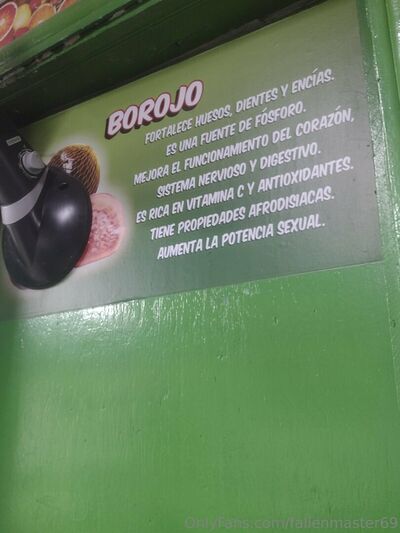 BOROJO
FORTALECE HUESOS, DIENTES Y ENCÍAS.
ES UNA FUENTE DE FÓSFORO.
MEJORA EL FUNCIONAMIENTO DEL CORAZÓN,
SISTEMA NERVIOSO Y DIGESTIVO.
ES RICA EN VITAMINA C Y ANTIOXIDANTES.
TIENE PROPIEDADES AFRODISIACAS.
AUMENTA LA POTENCIA SEXUAL.
OnlyFans.com/fallenmaster69